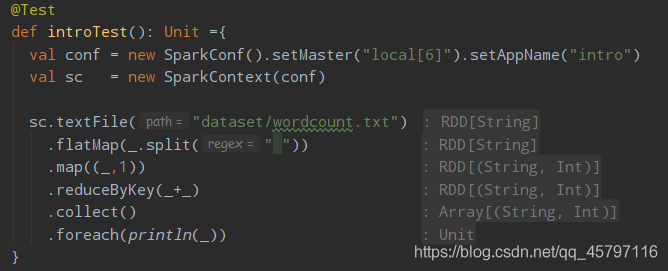 @Test
def introTest(): Unit ={
  val conf = new SparkConf().setMaster("local[6]").setAppName("intro")
  val sc   = new SparkContext(conf)

  sc.textFile( path = "dataset/wordcount.txt") : RDD[String]
    .flatMap(_.split( regex = " ")) : RDD[String]
    .map((_,1)) : RDD[(String, Int)]
    .reduceByKey(_+_) : RDD[(String, Int)]
    .collect() : Array[(String, Int)]
    .foreach(println(_)) : Unit
}
https://blog.csdn.net/qq_45797116